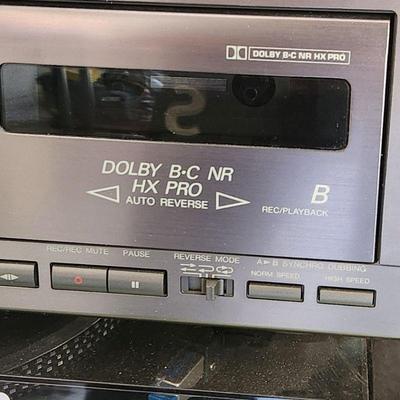 DOLBY B·C NR HX PRO
DOLBY B·C NR
HX PRO
AUTO REVERSE
B
REC/PLAYBACK
REC/REC MUTE PAUSE REVERSE MODE A►B SYNCHRO DUBBING
NORM SPEED HIGH SPEED